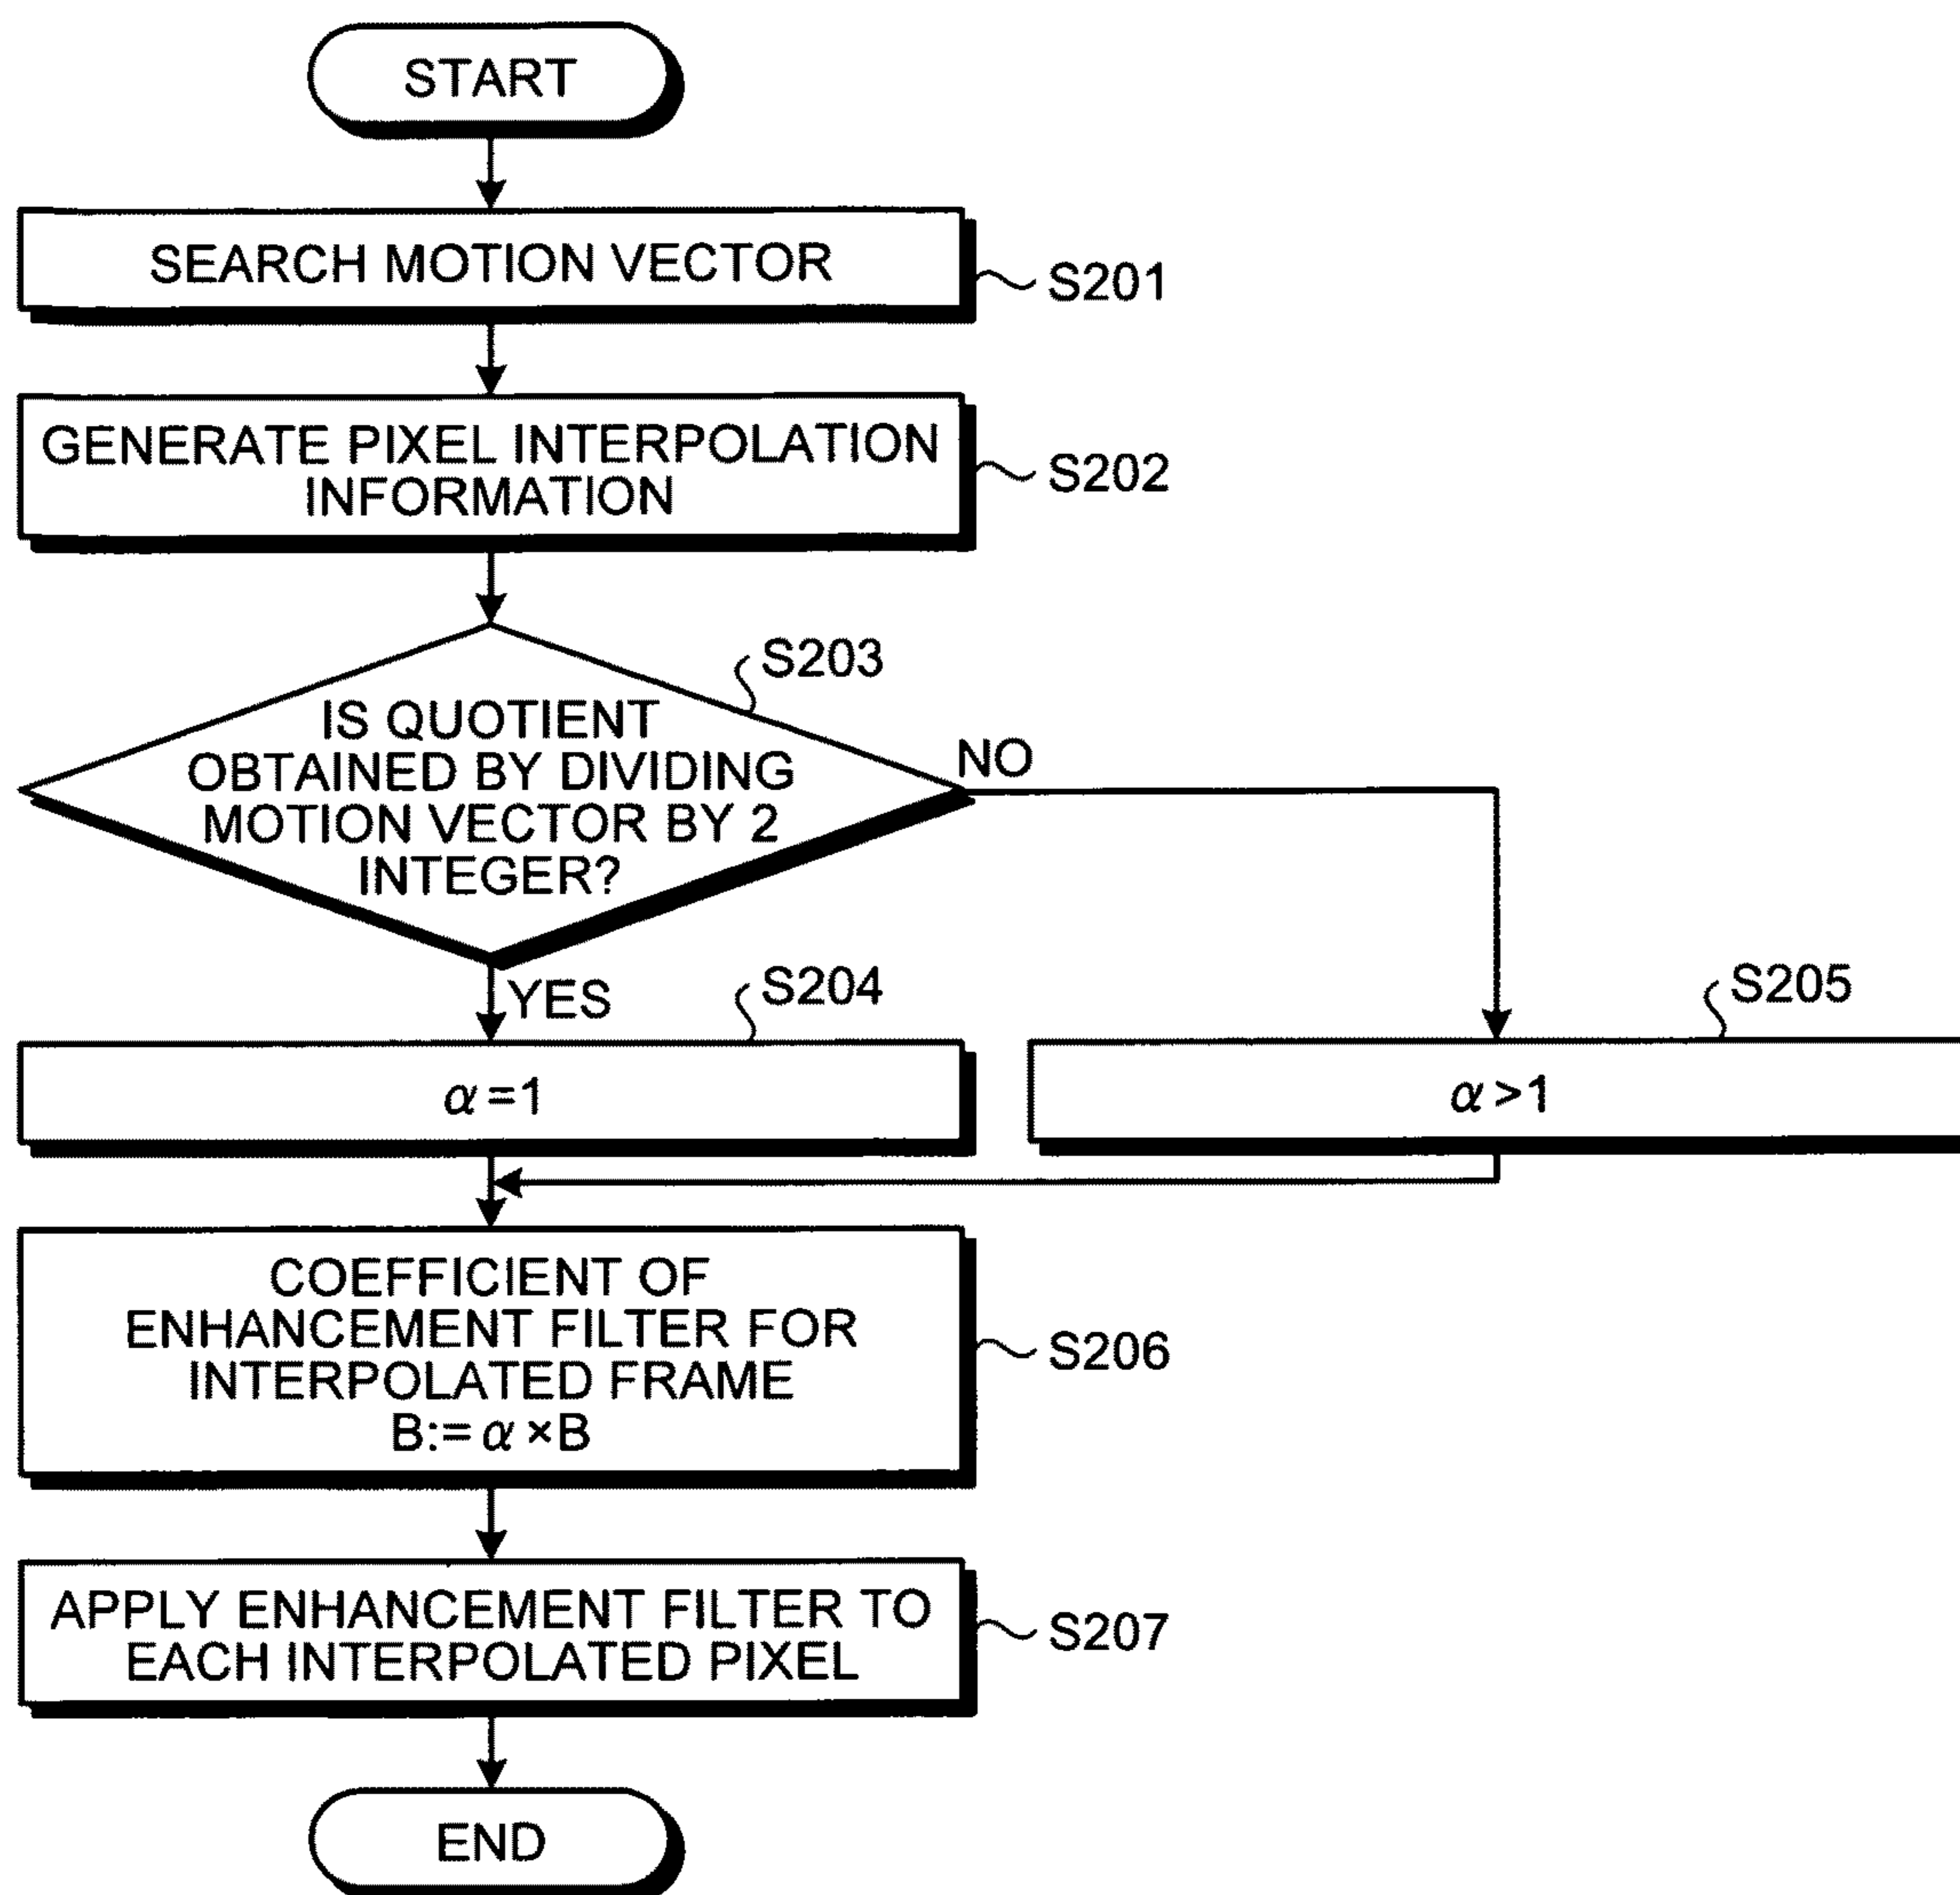 START
SEARCH MOTION VECTOR
S201
GENERATE PIXEL INTERPOLATION
INFORMATION
S202
S203
IS QUOTIENT
OBTAINED BY DIVIDING
MOTION VECTOR BY 2
INTEGER?
NO
YES
S204
S205
α=1
α>1
COEFFICIENT OF
ENHANCEMENT FILTER FOR
INTERPOLATED FRAME
B:=α×B
S206
APPLY ENHANCEMENT FILTER TO
EACH INTERPOLATED PIXEL
S207
END